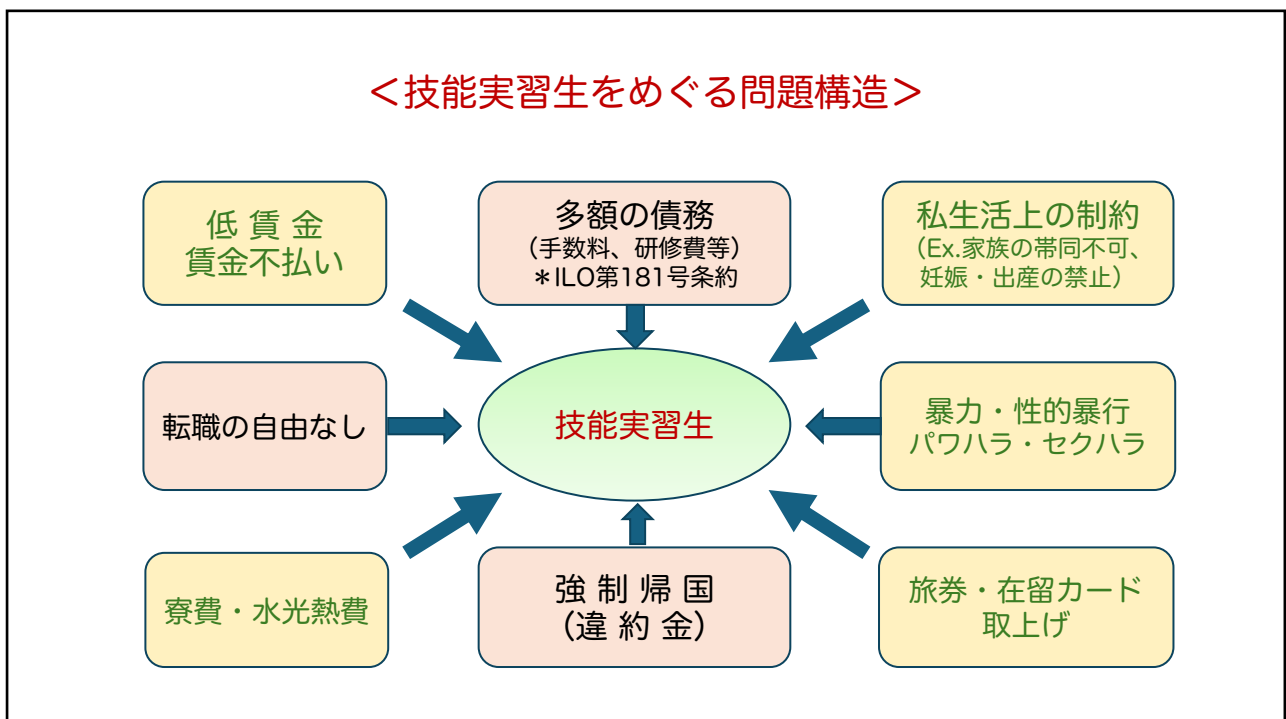 ＜技能実習生をめぐる問題構造＞
低 賃 金
賃金不払い
多額の債務
（手数料、研修費等）
＊ILO第181号条約
私生活上の制約
（Ex.家族の帯同不可、
妊娠・出産の禁止）
転職の自由なし
技能実習生
暴力・性的暴行
パワハラ・セクハラ
寮費・水光熱費
強 制 帰 国
（違 約 金）
旅券・在留カード
取上げ